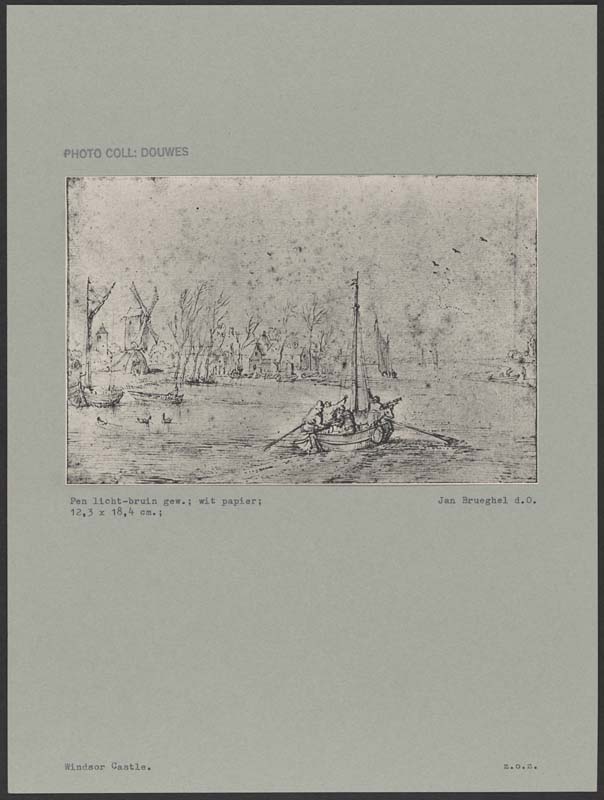 PHOTO COLL: DOUWES
Pen licht-bruin gew.; wit papier;
12,3 x 18,4 cm.;
Jan Brueghel d.O.
Windsor Castle.
z.o.z.